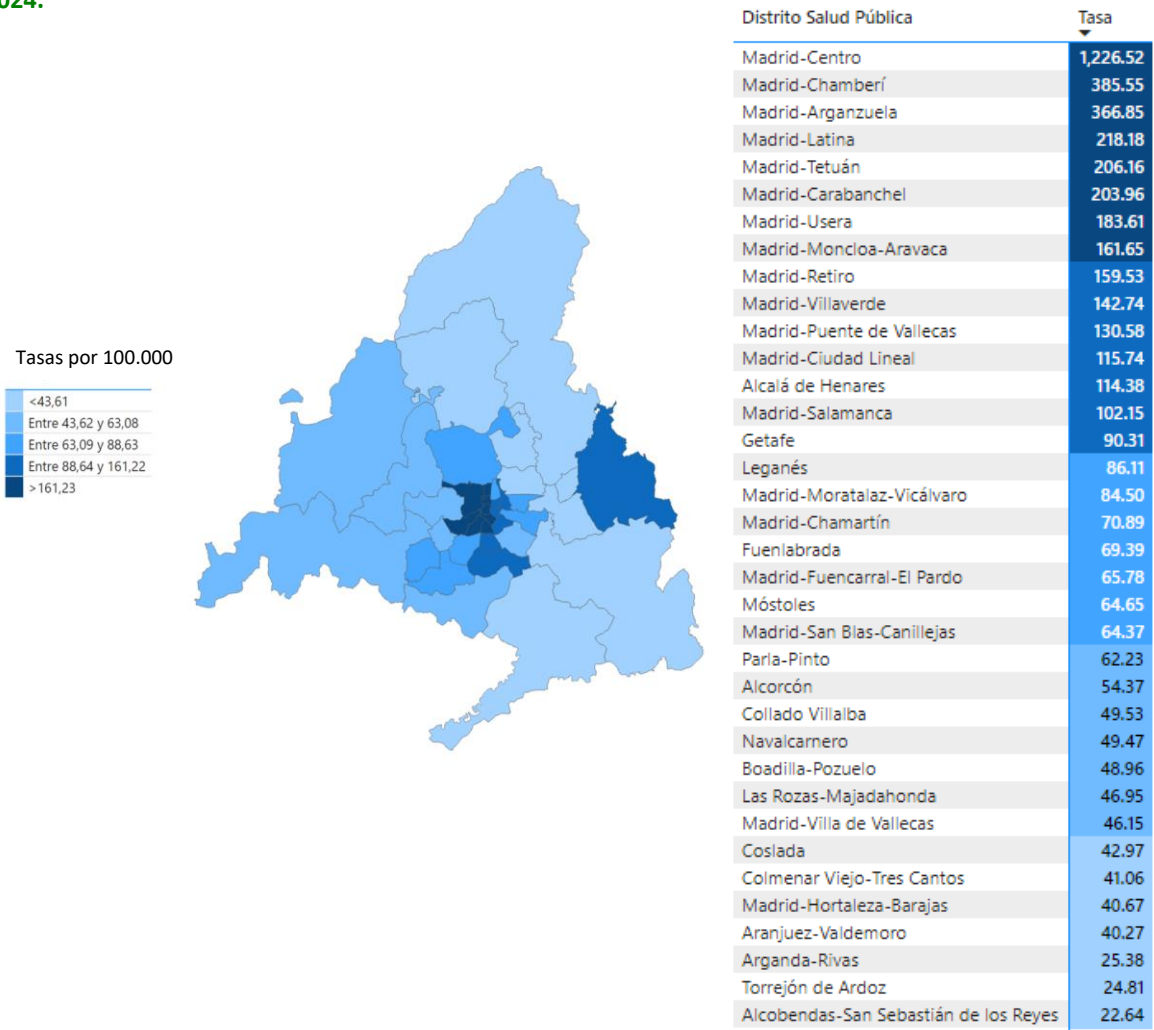 024.
Distrito Salud Pública Tasa
Madrid-Centro 1,226.52
Madrid-Chamberí 385.55
Madrid-Arganzuela 366.85
Madrid-Latina 218.18
Madrid-Tetuán 206.16
Madrid-Carabanchel 203.96
Madrid-Usera 183.61
Madrid-Moncloa-Aravaca 161.65
Madrid-Retiro 159.53
Madrid-Villaverde 142.74
Madrid-Puente de Vallecas 130.58
Madrid-Ciudad Lineal 115.74
Alcalá de Henares 114.38
Madrid-Salamanca 102.15
Getafe 90.31
Leganés 86.11
Madrid-Moratalaz-Vicálvaro 84.50
Madrid-Chamartín 70.89
Fuenlabrada 69.39
Madrid-Fuencarral-El Pardo 65.78
Móstoles 64.65
Madrid-San Blas-Canillejas 64.37
Parla-Pinto 62.23
Alcorcón 54.37
Collado Villalba 49.53
Navalcarnero 49.47
Boadilla-Pozuelo 48.96
Las Rozas-Majadahonda 46.95
Madrid-Villa de Vallecas 46.15
Coslada 42.97
Colmenar Viejo-Tres Cantos 41.06
Madrid-Hortaleza-Barajas 40.67
Aranjuez-Valdemoro 40.27
Arganda-Rivas 25.38
Torrejón de Ardoz 24.81
Alcobendas-San Sebastián de los Reyes 22.64
Tasas por 100.000
<43,61
Entre 43,62 y 63,08
Entre 63,09 y 88,63
Entre 88,64 y 161,22
>161,23